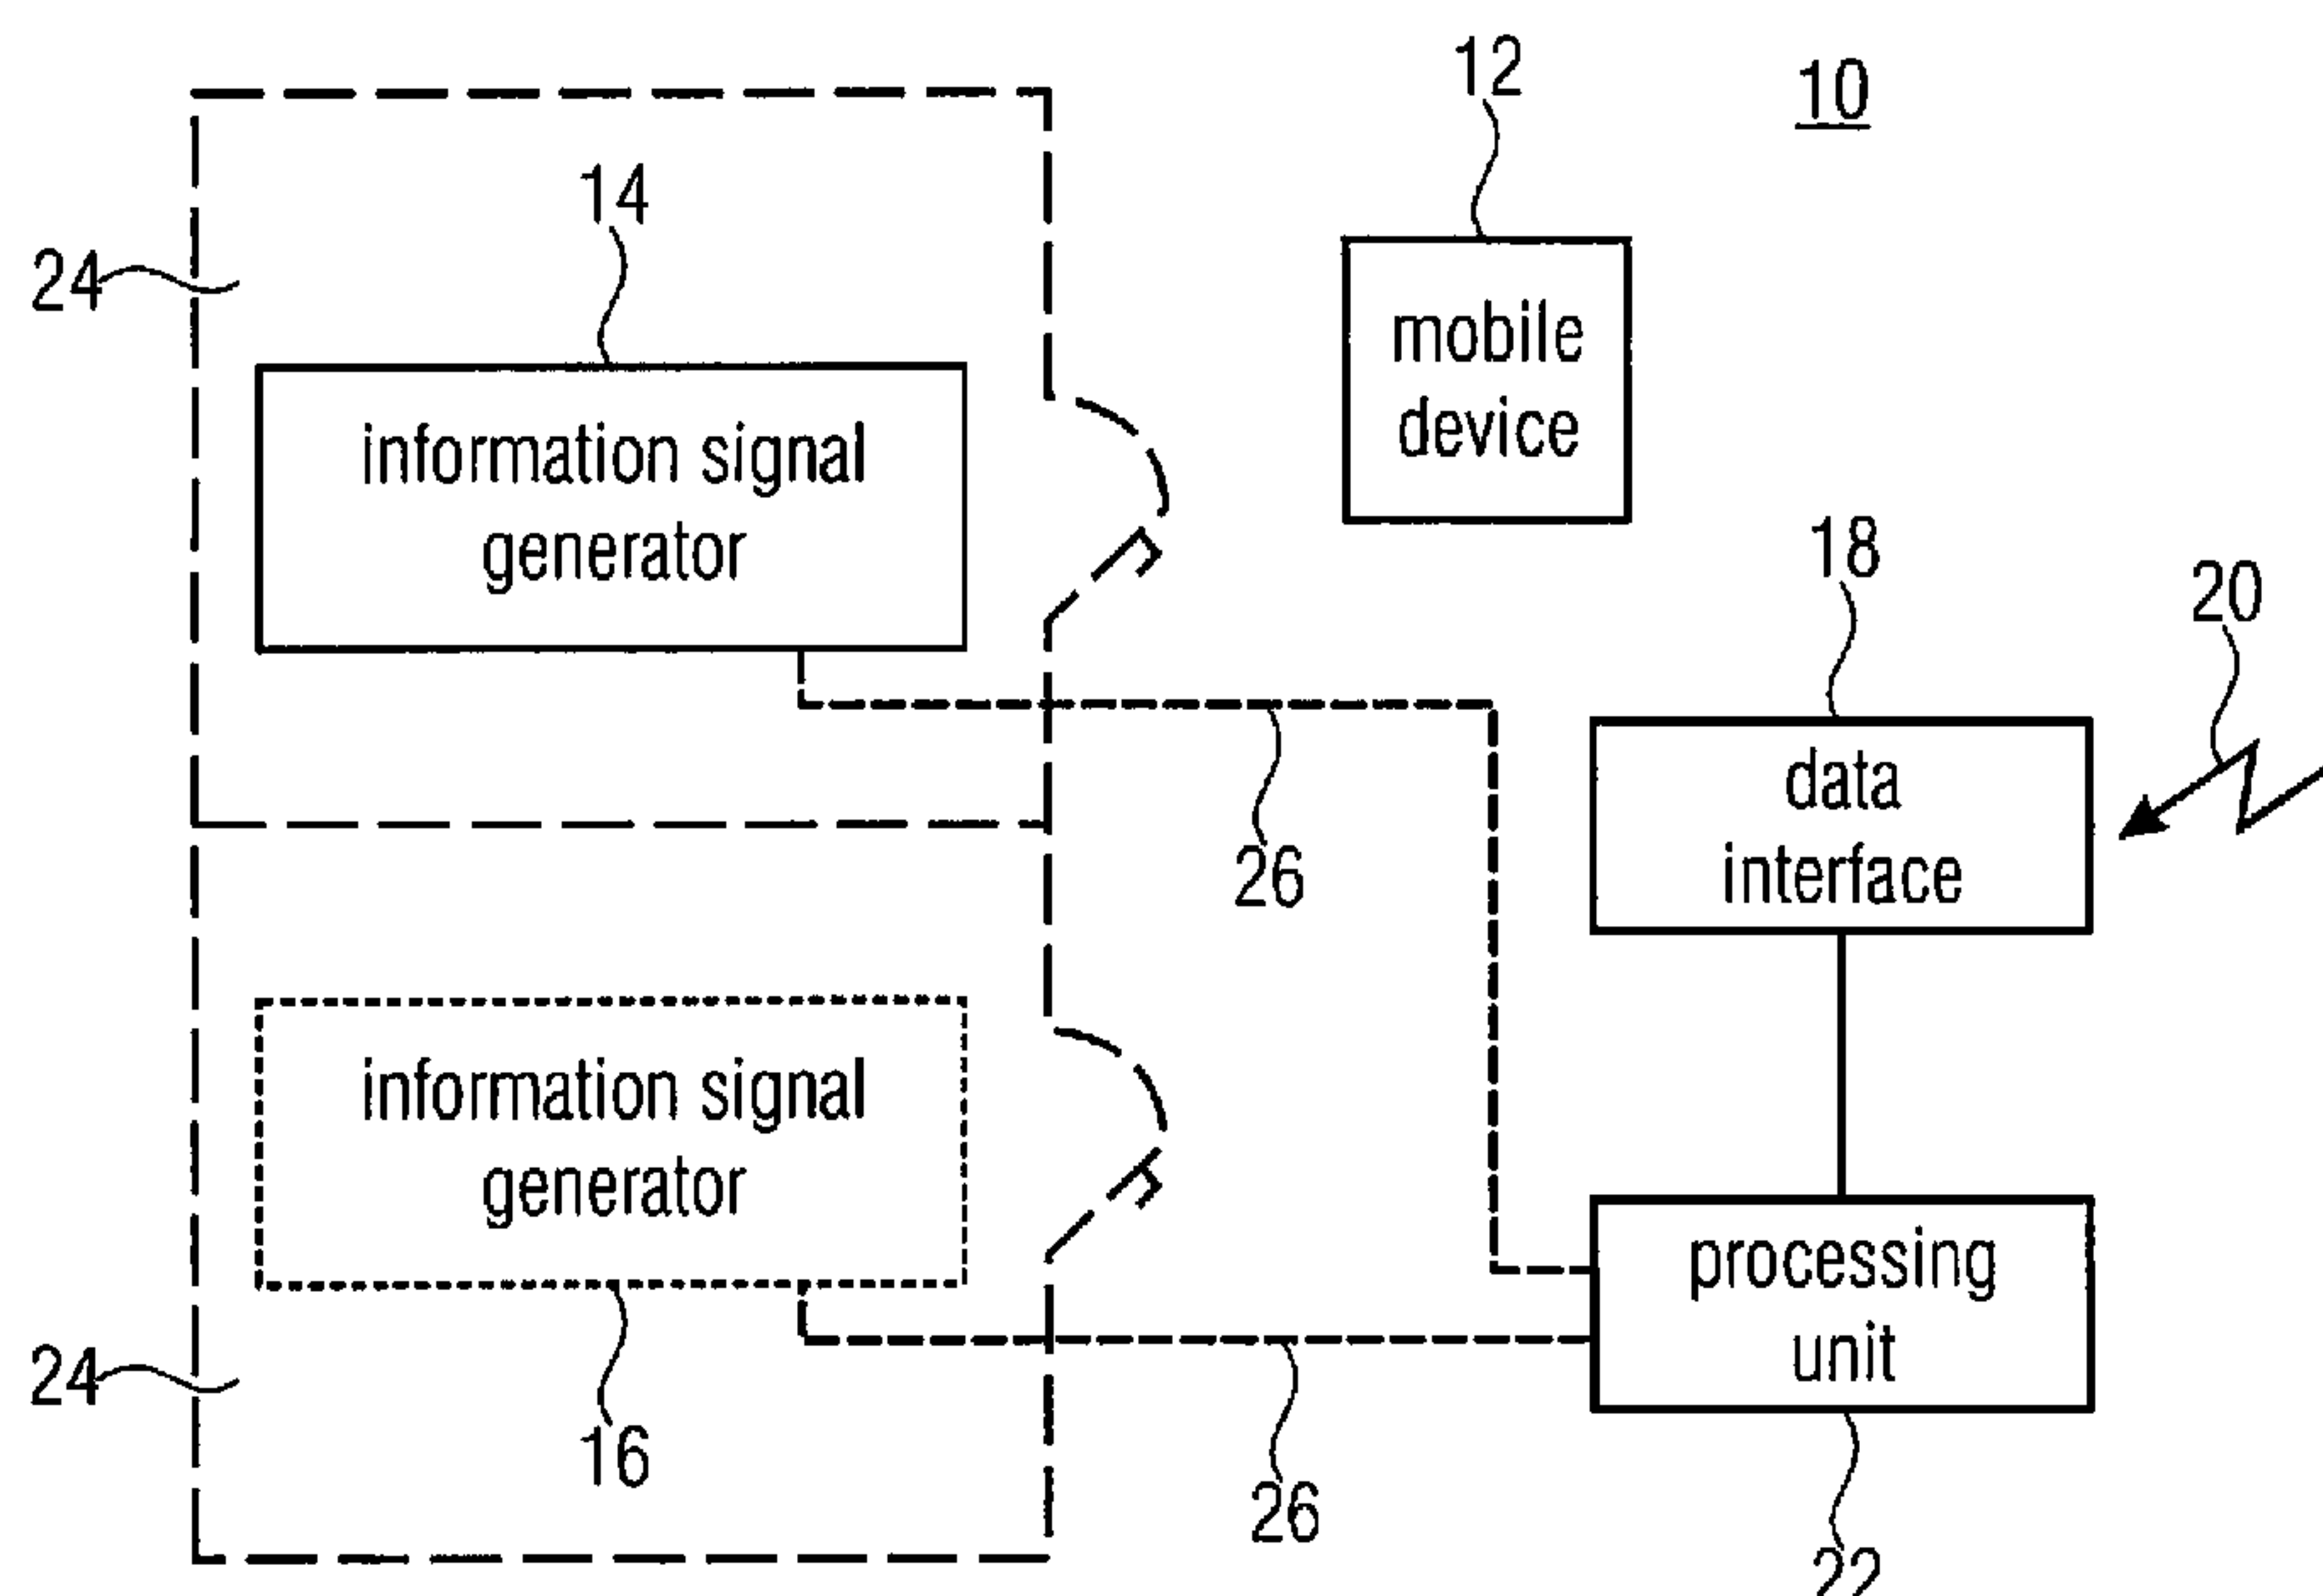 12
10
14
24
mobile
device
information signal
generator
18
20
data
interface
26
information signal
generator
processing
unit
24
16
26
22